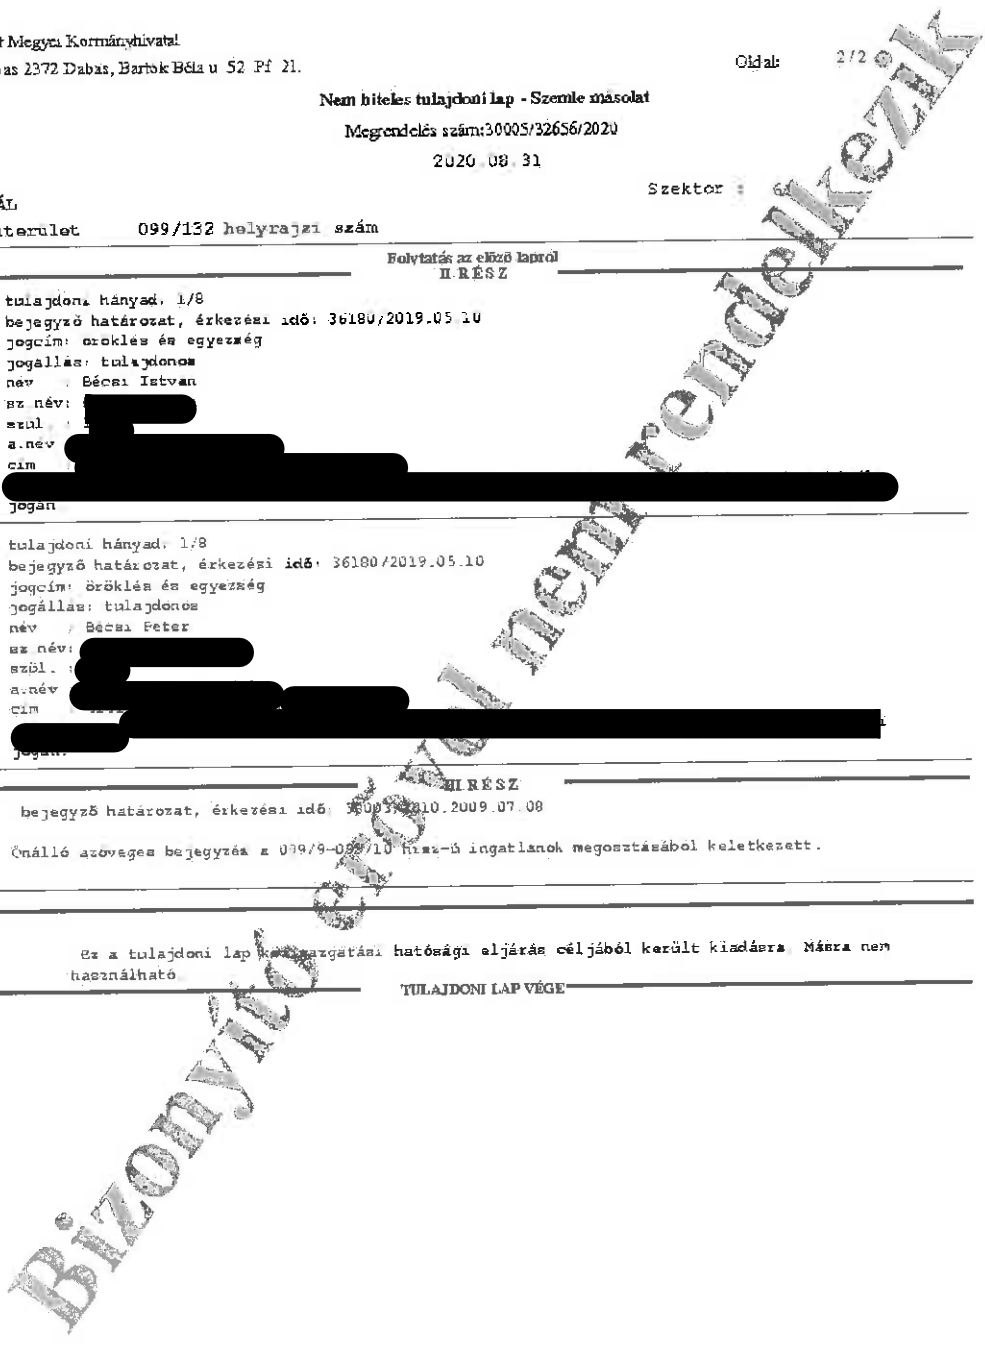 t Megyei Kormányhivatal
as 2372 Dabas, Bartók Béla u 52 Pf 21.
Oldal: 2/2
Nem hiteles tulajdoni lap - Szemle másolat
Megrendelés szám:30005/32656/2020
2020 08 31
Szektor :
ÁL
terület 099/132 helyrajzi szám
Folytatás az előző lapról
II. RÉSZ
tulajdoni hányad: 1/8
bejegyző határozat, érkezési idő: 36180/2019.05.10
jogcím: öröklés és egyezség
jogállás: tulajdonos
név : Bécsi István
sz név:
szül :
a.név
cím
jogán
tulajdoni hányad: 1/8
bejegyző határozat, érkezési idő: 36180/2019.05.10
jogcím: öröklés és egyezség
jogállás: tulajdonos
név : Bécsi Péter
sz név:
szül. :
a.név
cím
jogán:
III. RÉSZ
bejegyző határozat, érkezési idő: 2009.07.08
Önálló szöveges bejegyzés a hrsz-ú ingatlanok megosztásából keletkezett.
Ez a tulajdoni lap közigazgatási hatósági eljárás céljából került kiadásra Másra nem
használható
TULAJDONI LAP VÉGE
Bizonyító erővel nem rendelkezik